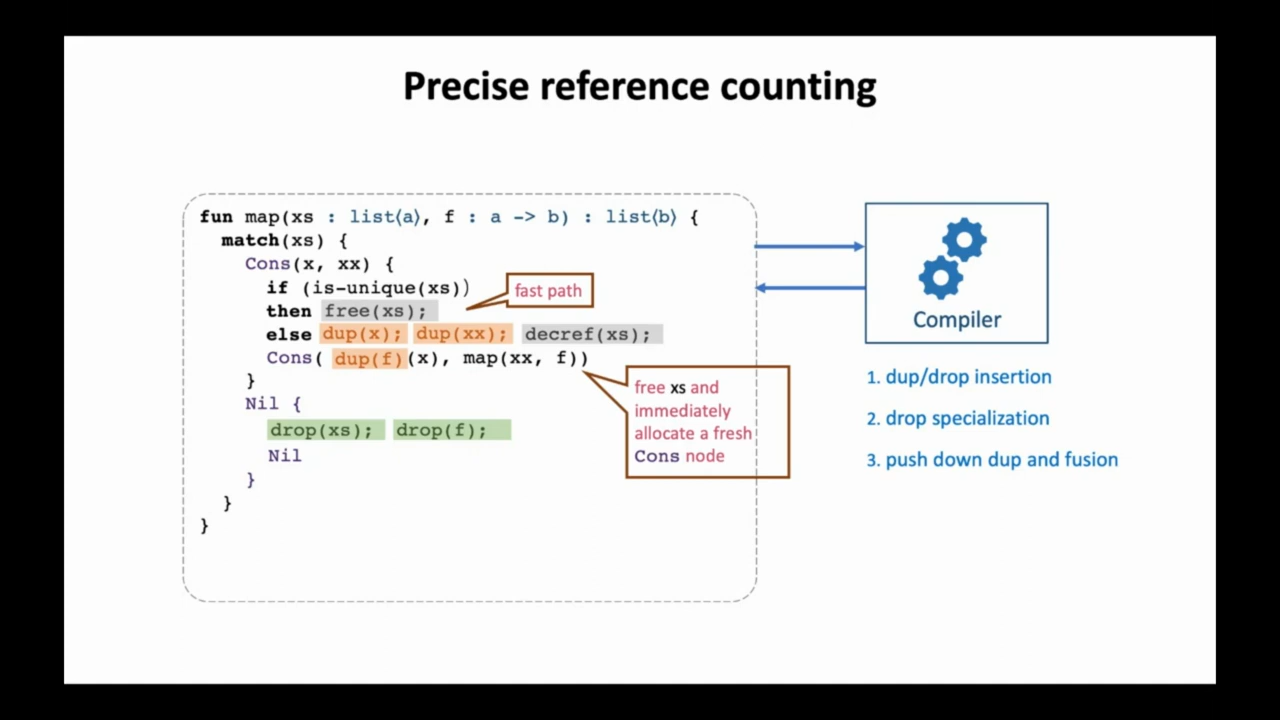 Precise reference counting
fun map(xs : list⟨a⟩, f : a -> b) : list⟨b⟩ {
match(xs) {
Cons(x, xx) {
if (is-unique(xs))
then free(xs);
else dup(x); dup(xx); decref(xs);
Cons( dup(f)(x), map(xx, f))
}
Nil {
drop(xs); drop(f);
Nil
}
}
}
fast path
free xs and
immediately
allocate a fresh
Cons node
Compiler
1. dup/drop insertion
2. drop specialization
3. push down dup and fusion